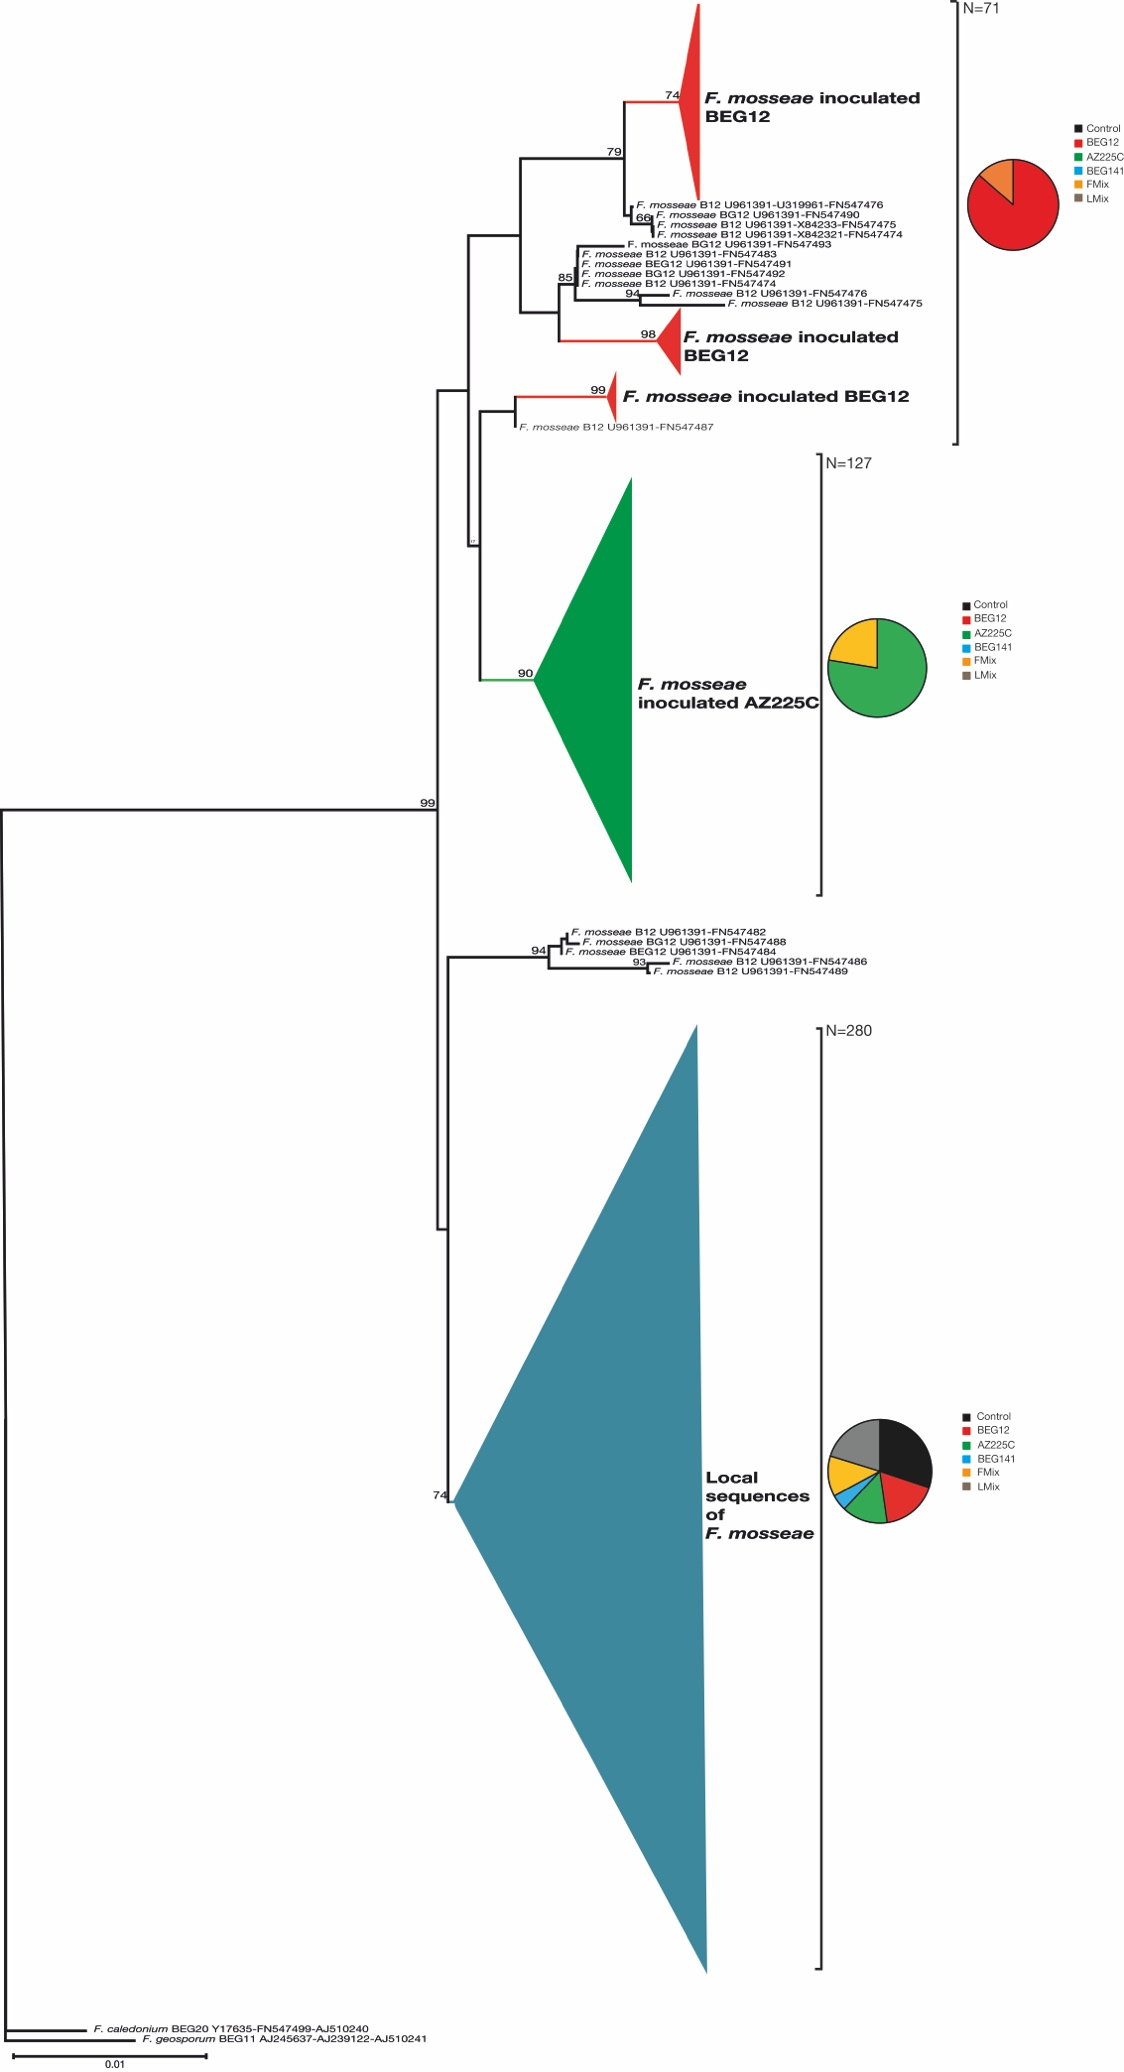 N=71
74
F. mosseae inoculated
BEG12
Control
BEG12
AZ225C
BEG141
FMix
LMix
79
F. mosseae B12 U961391-U319961-FN547476
66
F. mosseae BG12 U961391-FN547490
F. mosseae B12 U961391-X84233-FN547475
F. mosseae B12 U961391-X842321-FN547474
F. mosseae BG12 U961391-FN547493
F. mosseae B12 U961391-FN547483
F. mosseae BEG12 U961391-FN547491
F. mosseae BG12 U961391-FN547492
85
F. mosseae B12 U961391-FN547474
94
F. mosseae B12 U961391-FN547476
F. mosseae B12 U961391-FN547475
98
F. mosseae inoculated
BEG12
99
F. mosseae inoculated BEG12
F. mosseae B12 U961391-FN547487
N=127
Control
BEG12
AZ225C
BEG141
FMix
LMix
90
F. mosseae
inoculated AZ225C
99
F. mosseae B12 U961391-FN547482
F. mosseae BG12 U961391-FN547488
94
F. mosseae BEG12 U961391-FN547484
93
F. mosseae B12 U961391-FN547486
F. mosseae B12 U961391-FN547489
N=280
Control
BEG12
AZ225C
BEG141
FMix
LMix
74
Local
sequences
of
F. mosseae
F. caledonium BEG20 Y17635-FN547499-AJ510240
F. geosporum BEG11 AJ245637-AJ239122-AJ510241
0.01